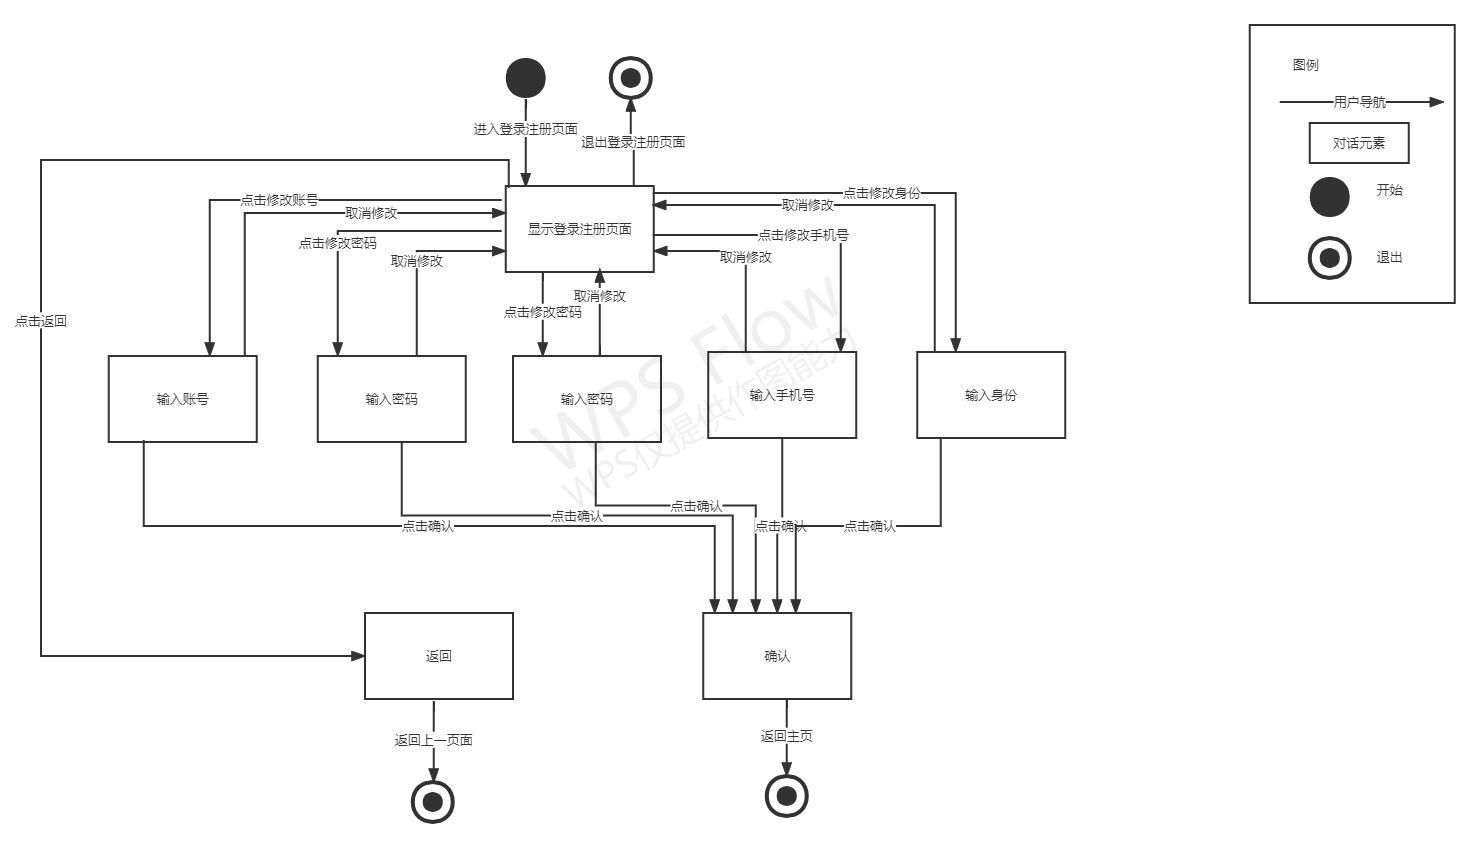 图例
用户导航
对话元素
开始
退出
进入登录注册页面
退出登录注册页面
点击修改账号
点击修改身份
取消修改
取消修改
显示登录注册页面
点击修改密码
点击修改手机号
取消修改
取消修改
取消修改
点击修改密码
点击返回
WPS Flow
WPS仅提供作图能力
输入账号
输入密码
输入密码
输入手机号
输入身份
点击确认
点击确认
点击确认
点击确认
点击确认
返回
确认
返回上一页面
返回主页